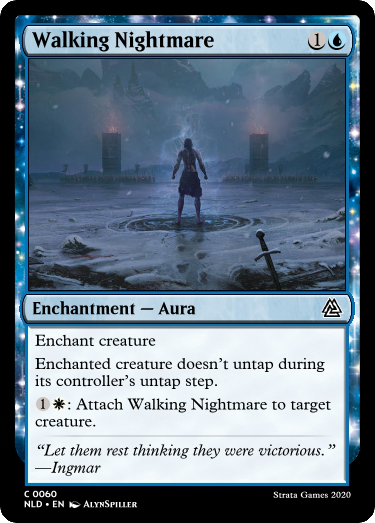 Walking Nightmare 1
Enchantment — Aura
Enchant creature
Enchanted creature doesn't untap during
its controller's untap step.
1 : Attach Walking Nightmare to target
creature.
"Let them rest thinking they were victorious."
—Ingmar
C 0060
NLD • EN AlynSpiller
Strata Games 2020